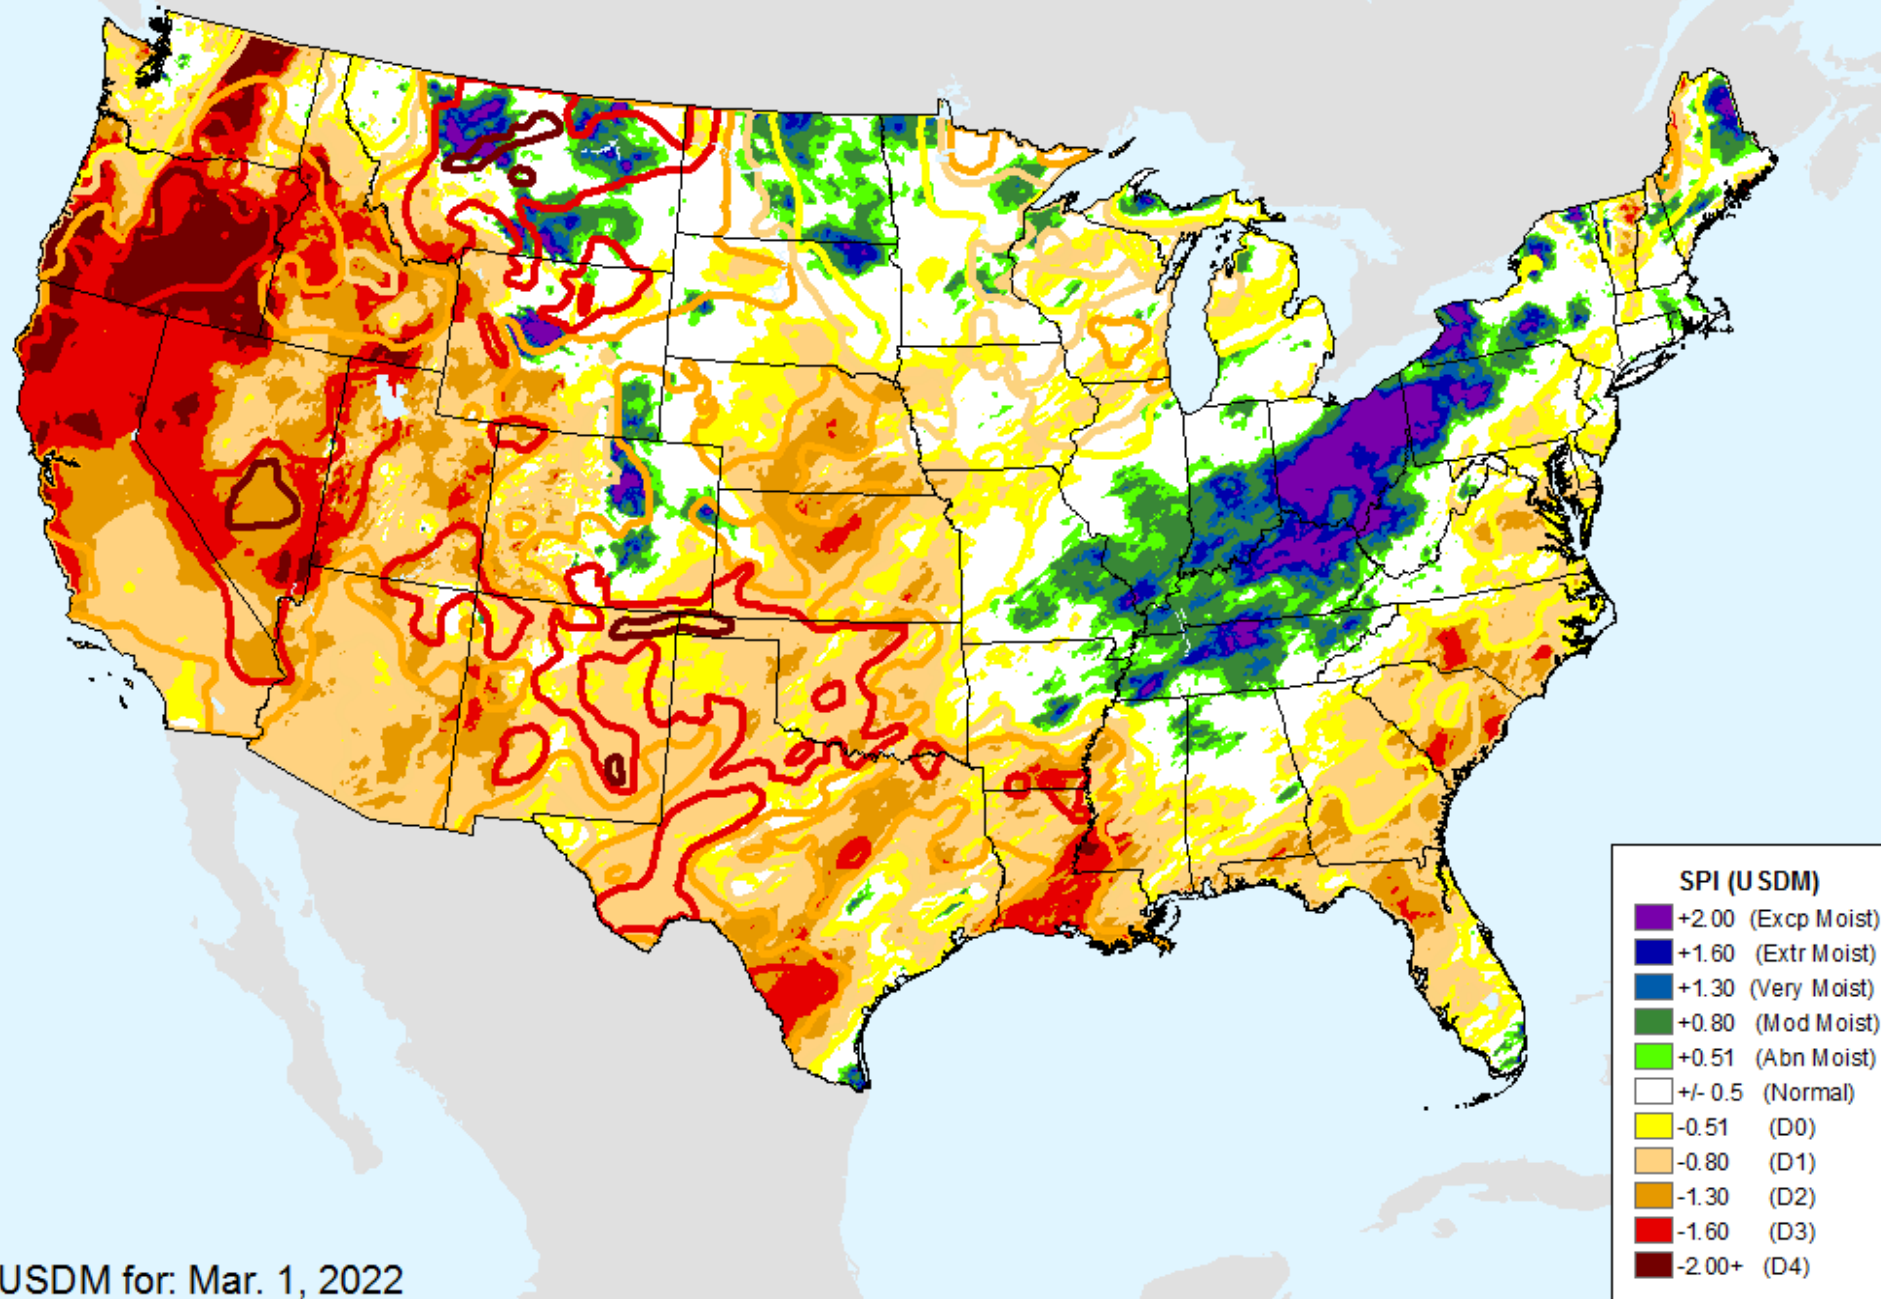 SPI (USDM)
+2.00 (Excp Moist)
+1.60 (Extr Moist)
+1.30 (Very Moist)
+0.80 (Mod Moist)
+0.51 (Abn Moist)
+/- 0.5 (Normal)
-0.51 (D0)
-0.80 (D1)
-1.30 (D2)
-1.60 (D3)
-2.00+ (D4)
USDM for: Mar. 1, 2022